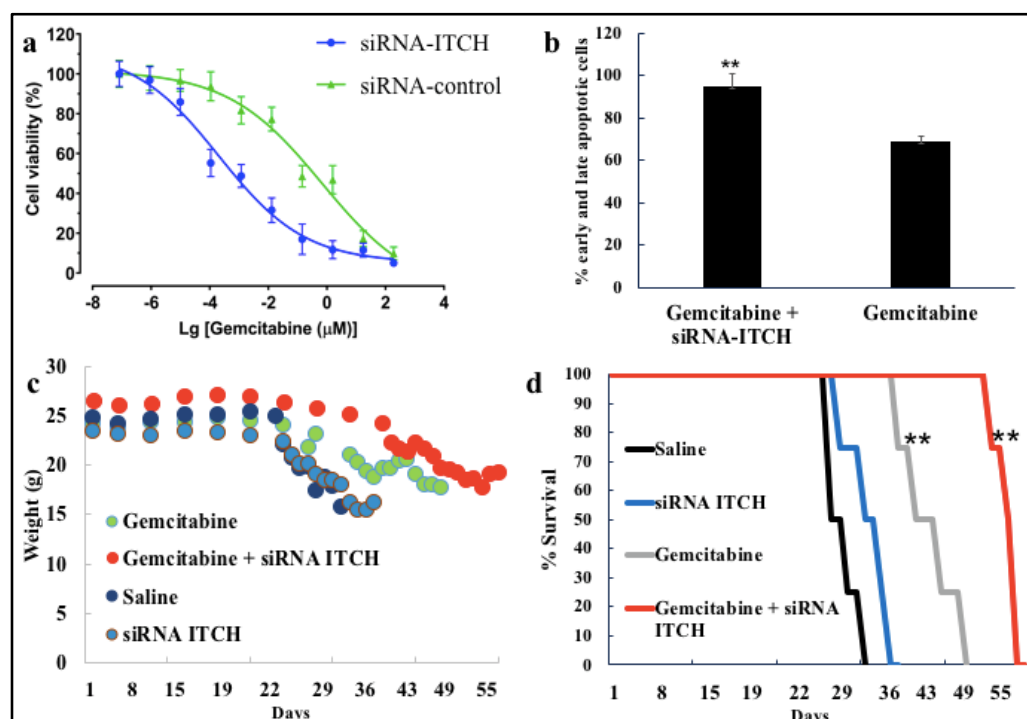 a
siRNA-ITCH
siRNA-control
Cell viability (%)
120
100
80
60
40
20
0
-8 -6 -4 -2 0 2 4
Lg [Gemcitabine (μM)]
b
**
% early and late apoptotic cells
120
100
80
60
40
20
0
Gemcitabine +
siRNA-ITCH
Gemcitabine
c
Weight (g)
30
25
20
15
10
5
0
Gemcitabine
Gemcitabine + siRNA ITCH
Saline
siRNA ITCH
1 8 15 19 22 29 36 43 49 55
Days
d
% Survival
100
90
80
70
60
50
40
30
20
10
0
** **
Saline
siRNA ITCH
Gemcitabine
Gemcitabine + siRNA
ITCH
1 8 15 19 22 29 36 43 49 55
Days